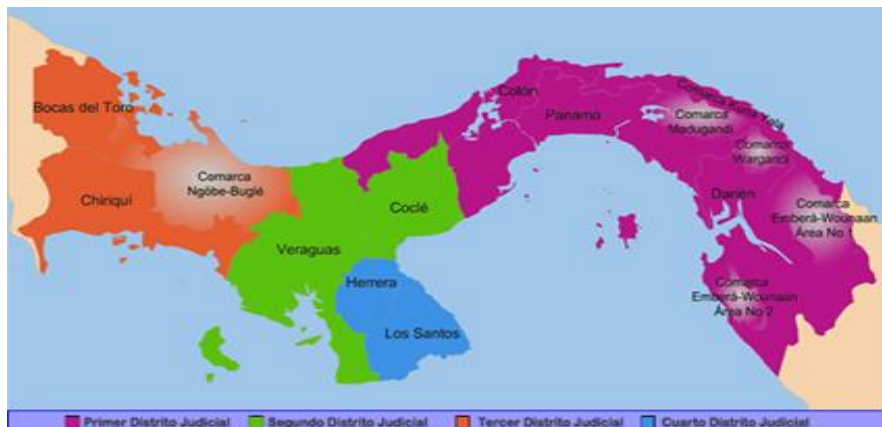 Bocas del Toro
Chiriquí
Comarca
Ngöbe-Buglé
Veraguas
Coclé
Herrera
Los Santos
Colón
Panamá
Comarca Kuna Yala
Comarca
Madugandi
Comarca
Wargandi
Darién
Comarca
Emberá-Wounaan
Área No 1
Comarca
Emberá-Wounaan
Área No 2
Primer Distrito Judicial
Segundo Distrito Judicial
Tercer Distrito Judicial
Cuarto Distrito Judicial